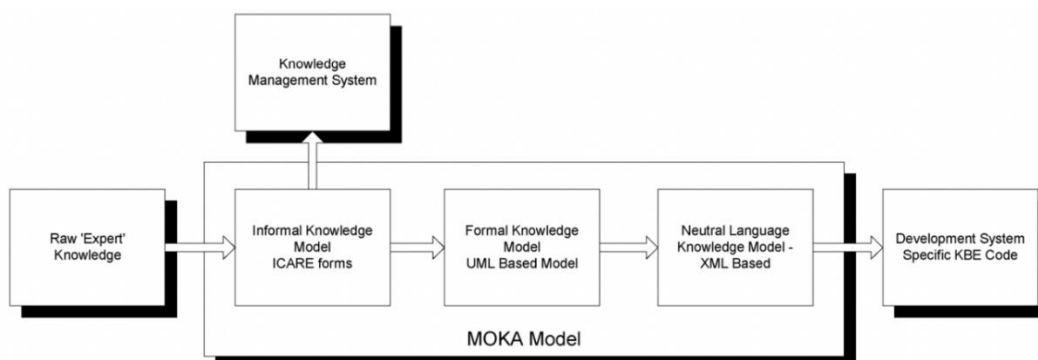 Knowledge
Management System
Raw 'Expert'
Knowledge
Informal Knowledge
Model
ICARE forms
Formal Knowledge
Model
UML Based Model
Neutral Language
Knowledge Model -
XML Based
Development System
Specific KBE Code
MOKA Model